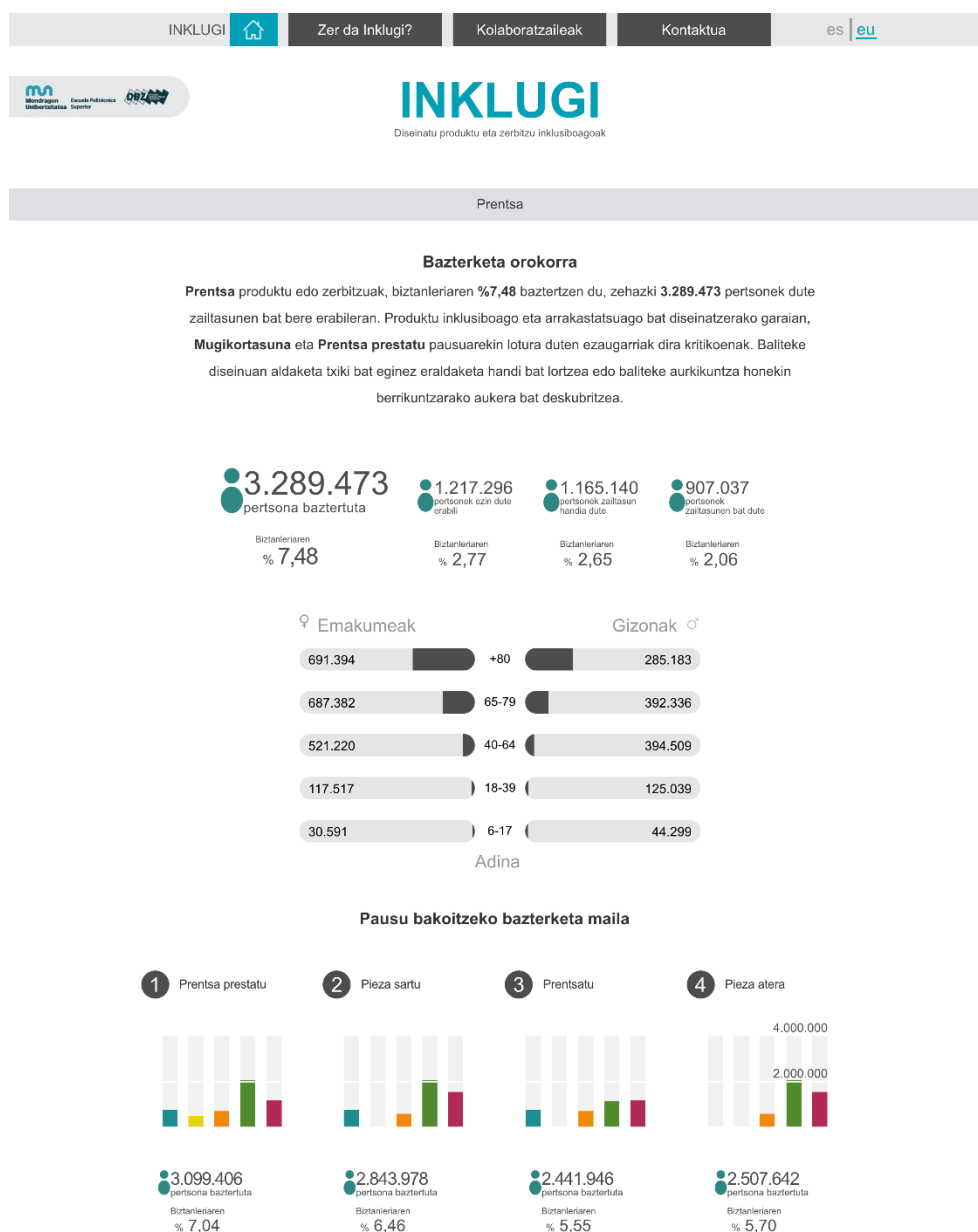 INKLUGI Zer da Inklugi? Kolaboratzaileak Kontaktua es eu
Mondragon Unibertsitatea
Escuela Politécnica Superior
DBZ
INKLUGI
Diseinatu produktu eta zerbitzu inklusiboagoak
Prentsa
Bazterketa orokorra
Prentsa produktu edo zerbitzuak, biztanleriaren %7,48 baztertzen du, zehazki 3.289.473 pertsonek dute
zailtasunen bat bere erabileran. Produktu inklusiboago eta arrakastatsuago bat diseinatzerako garaian,
Mugikortasuna eta Prentsa prestatu pausuarekin lotura duten ezaugarriak dira kritikoenak. Baliteke
diseinuan aldaketa txiki bat eginez eraldaketa handi bat lortzea edo baliteke aurkikuntza honekin
berrikuntzarako aukera bat deskubritzea.
3.289.473 1.217.296 1.165.140 907.037
pertsona baztertuta
pertsonek ezin dute erabili
pertsonek zailtasun handia dute
pertsonek zailtasunen bat dute
Biztanleriaren Biztanleriaren Biztanleriaren Biztanleriaren
% 7,48 % 2,77 % 2,65 % 2,06
♀ Emakumeak Gizonak ♂
691.394 +80 285.183
687.382 65-79 392.336
521.220 40-64 394.509
117.517 18-39 125.039
30.591 6-17 44.299
Adina
Pausu bakoitzeko bazterketa maila
1 Prentsa prestatu 2 Pieza sartu 3 Prentsatu 4 Pieza atera
4.000.000
2.000.000
3.099.406 2.843.978 2.441.946 2.507.642
pertsona baztertuta pertsona baztertuta pertsona baztertuta pertsona baztertuta
Biztanleriaren Biztanleriaren Biztanleriaren Biztanleriaren
% 7,04 % 6,46 % 5,55 % 5,70